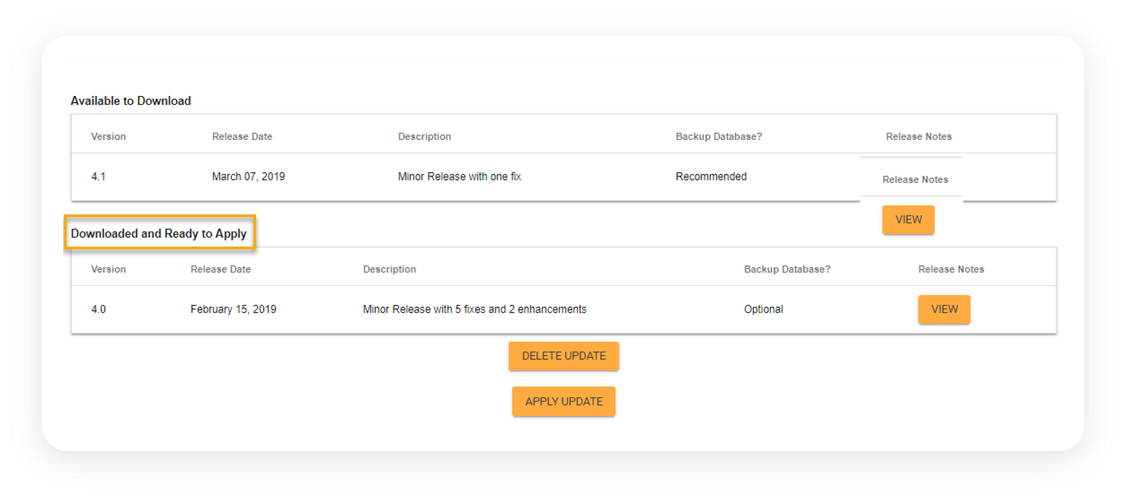 Available to Download
Version Release Date Description Backup Database? Release Notes
4.1 March 07, 2019 Minor Release with one fix Recommended
Release Notes
VIEW
Downloaded and Ready to Apply
Version Release Date Description Backup Database? Release Notes
4.0 February 15, 2019 Minor Release with 5 fixes and 2 enhancements Optional VIEW
DELETE UPDATE
APPLY UPDATE